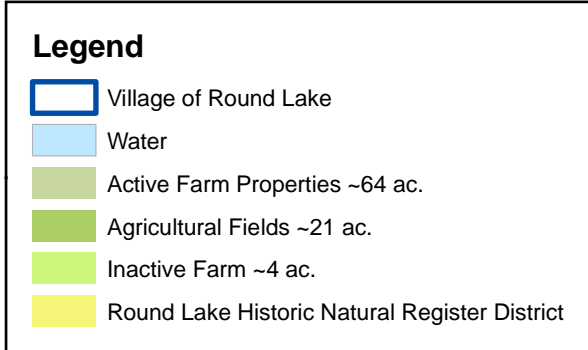 Legend
Village of Round Lake
Water
Active Farm Properties ~64 ac.
Agricultural Fields ~21 ac.
Inactive Farm ~4 ac.
Round Lake Historic Natural Register District